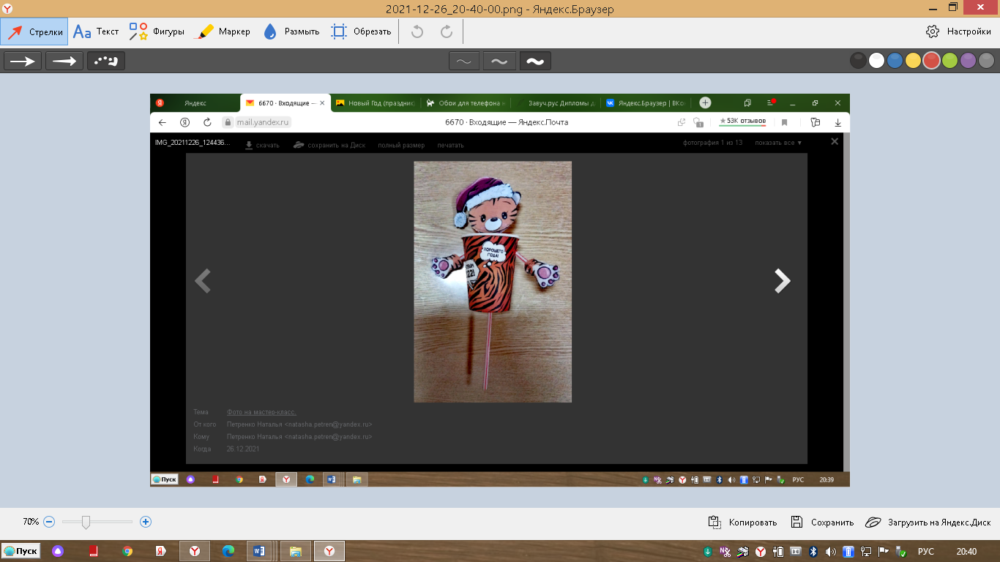 2021-12-26_20-40-00.png - Яндекс.Браузер
Стрелки
Текст
Фигуры
Маркер
Размыть
Обрезать
Настройки
Яндекс
6670 · Входящие —
Новый Год (праздник
Обои для телефона н
Завуч.рус Дипломы д
Яндекс.Браузер | ВКон
mail.yandex.ru
6670 · Входящие — Яндекс.Почта
★ 53K отзывов
IMG_20211226_124436...
скачать
сохранить на Диск
полный размер
печатать
фотография 1 из 13
показать все
ХОРОШЕГО
ГОДА!
Тема Фото на мастер-класс.
От кого Петренко Наталья <natasha.petren@yandex.ru>
Кому Петренко Наталья <natasha.petren@yandex.ru>
Когда 26.12.2021
Пуск
РУС
20:39
70%
Копировать
Сохранить
Загрузить на Яндекс.Диск
Пуск
РУС
20:40